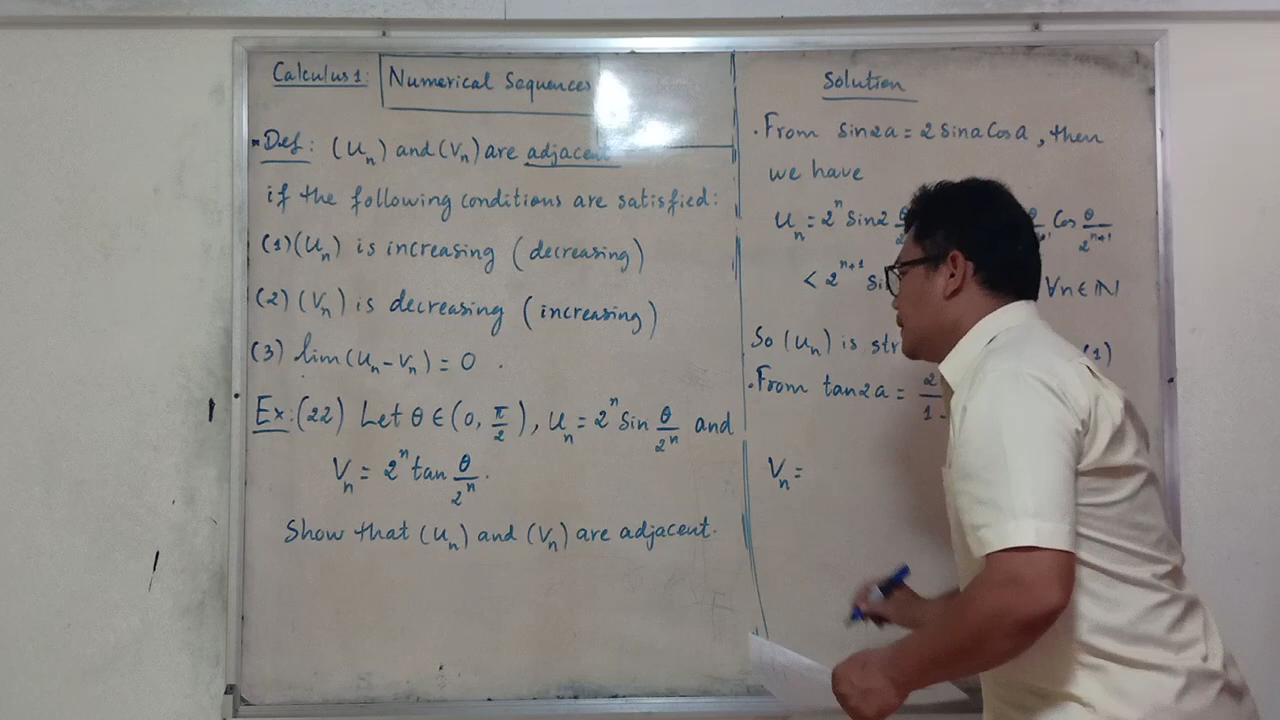 Calculus 1: Numerical Sequences
Def: (Un) and (Vn) are adjacent
if the following conditions are satisfied:
(1) (Un) is increasing (decreasing)
(2) (Vn) is decreasing (increasing)
(3) lim(Un - Vn) = 0.
Ex: (22) Let θ ∈ (0, π/2), Un = 2^n Sin θ/2^n and
Vn = 2^n tan θ/2^n.
Show that (Un) and (Vn) are adjacent.
Solution
. From Sin2a = 2 Sina Cosa, then
we have
Un = 2^n Sin2 Cos θ/2^(n+1)
< 2^(n+1) ∀n ∈ ℕ
So (Un) is (1)
. From tan2a =
Vn =